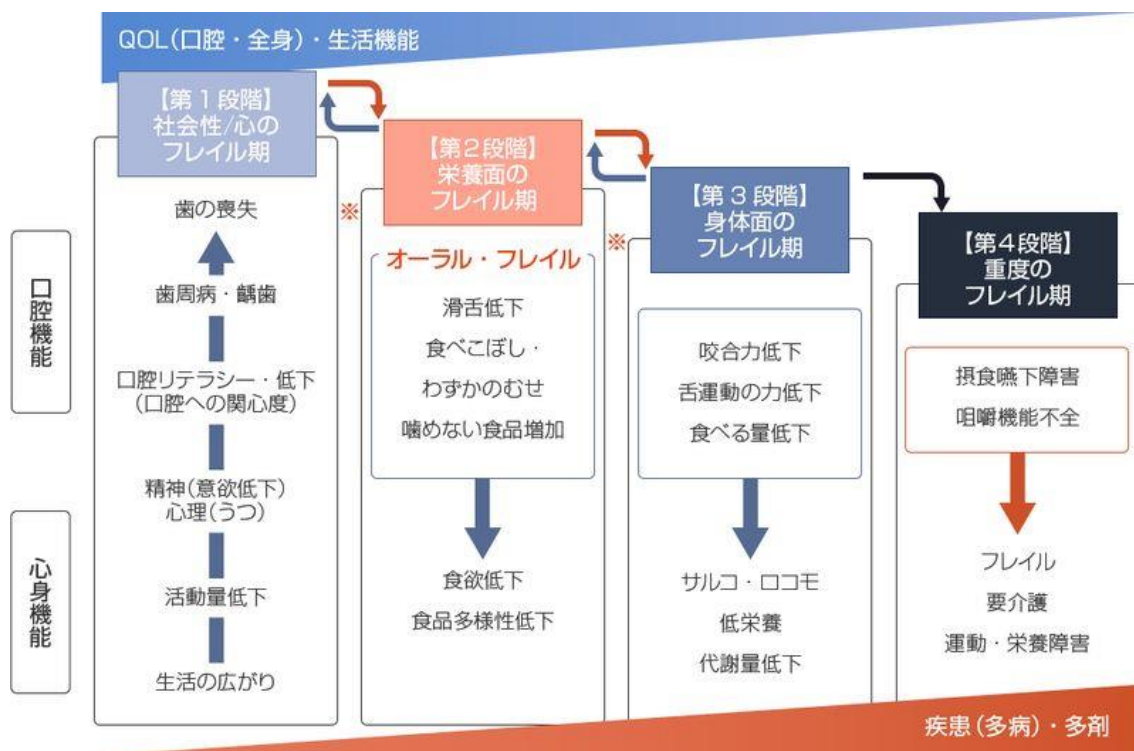 QOL(口腔・全身)・生活機能
【第1段階】
社会性/心の
フレイル期
【第2段階】
栄養面の
フレイル期
【第3段階】
身体面の
フレイル期
【第4段階】
重度の
フレイル期
口腔機能
心身機能
歯の喪失
歯周病・齲歯
口腔リテラシー・低下
(口腔への関心度)
精神(意欲低下)
心理(うつ)
活動量低下
生活の広がり
※
オーラル・フレイル
滑舌低下
食べこぼし・
わずかのむせ
噛めない食品増加
食欲低下
食品多様性低下
※
咬合力低下
舌運動の力低下
食べる量低下
サルコ・ロコモ
低栄養
代謝量低下
摂食嚥下障害
咀嚼機能不全
フレイル
要介護
運動・栄養障害
疾患(多病)・多剤